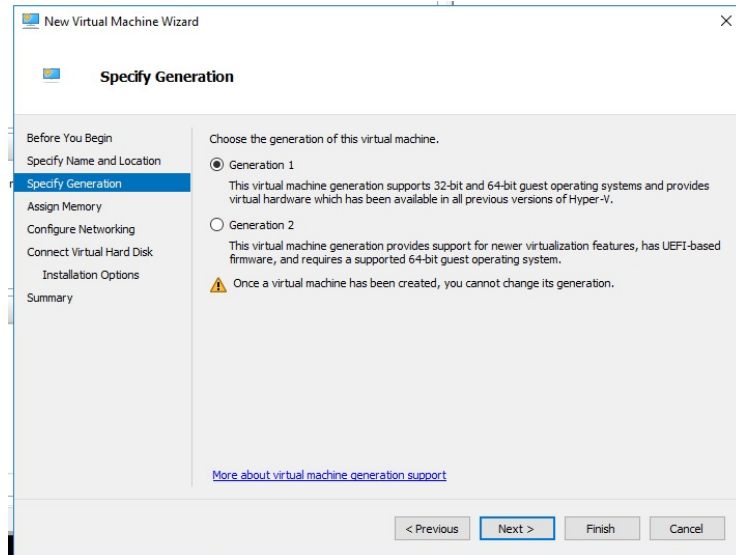 New Virtual Machine Wizard
Specify Generation
Before You Begin
Specify Name and Location
Specify Generation
Assign Memory
Configure Networking
Connect Virtual Hard Disk
Installation Options
Summary
Choose the generation of this virtual machine.
Generation 1
This virtual machine generation supports 32-bit and 64-bit guest operating systems and provides
virtual hardware which has been available in all previous versions of Hyper-V.
Generation 2
This virtual machine generation provides support for newer virtualization features, has UEFI-based
firmware, and requires a supported 64-bit guest operating system.
Once a virtual machine has been created, you cannot change its generation.
More about virtual machine generation support
< Previous
Next >
Finish
Cancel